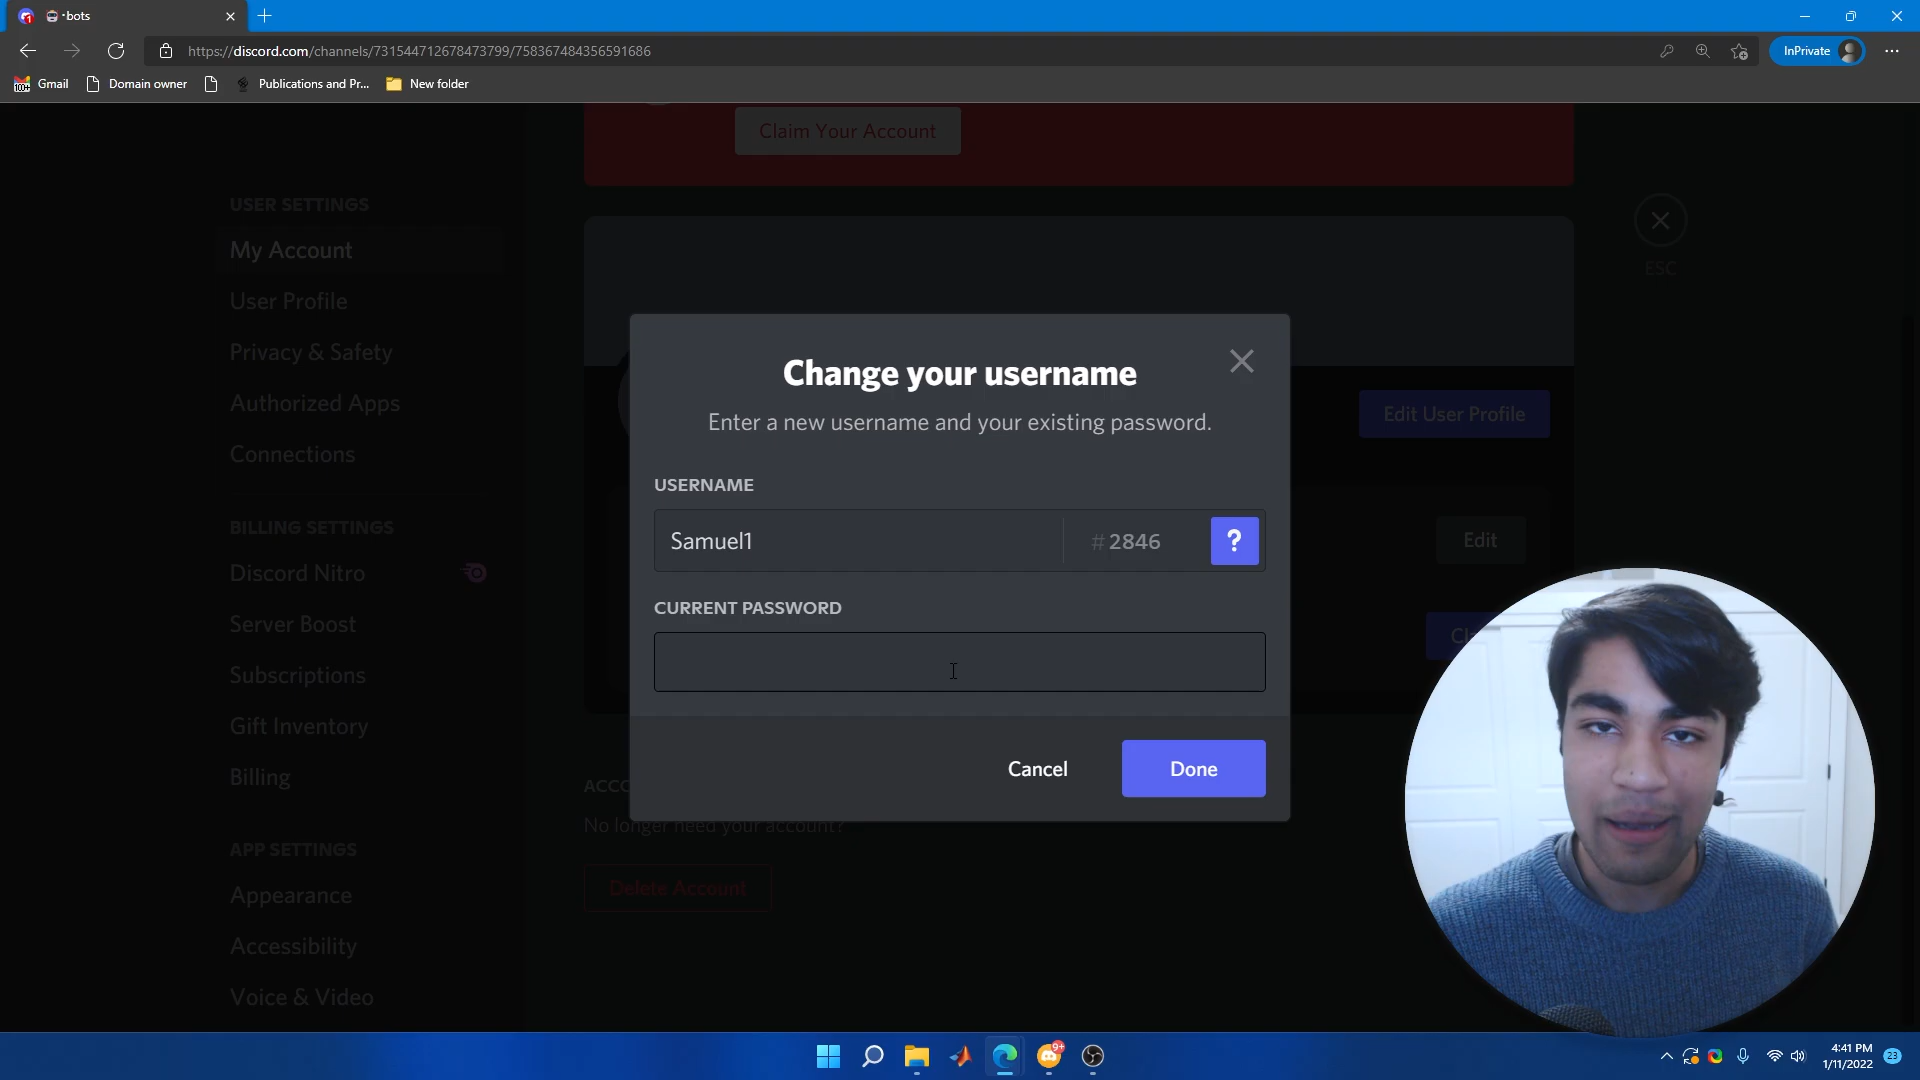 •bots
https://discord.com/channels/731544712678473799/758367484356591686
InPrivate
Gmail
Domain owner
Publications and Pr...
New folder
Claim Your Account
USER SETTINGS
My Account
User Profile
Privacy & Safety
Authorized Apps
Connections
BILLING SETTINGS
Discord Nitro
Server Boost
Subscriptions
Gift Inventory
Billing
APP SETTINGS
Appearance
Accessibility
Voice & Video
ESC
Edit User Profile
Edit
Change your username
Enter a new username and your existing password.
USERNAME
Samuel1
#2846
?
CURRENT PASSWORD
Cancel
Done
ACCO
No longer need your account?
Delete Account
9+
4:41 PM
1/11/2022
23